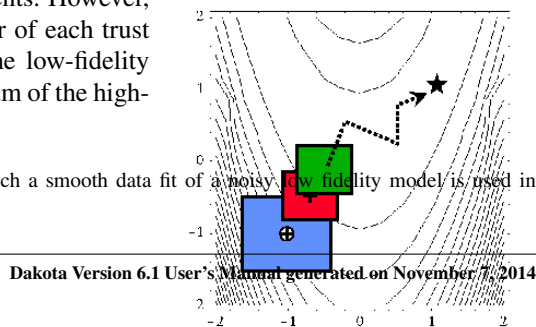 ents. However,
r of each trust
ne low-fidelity
um of the high-
ch a smooth data fit of a noisy low fidelity model is used in
Dakota Version 6.1 User's Manual generated on November 7, 2014
2
1
0
-1
2
-2
-1
0
1
2